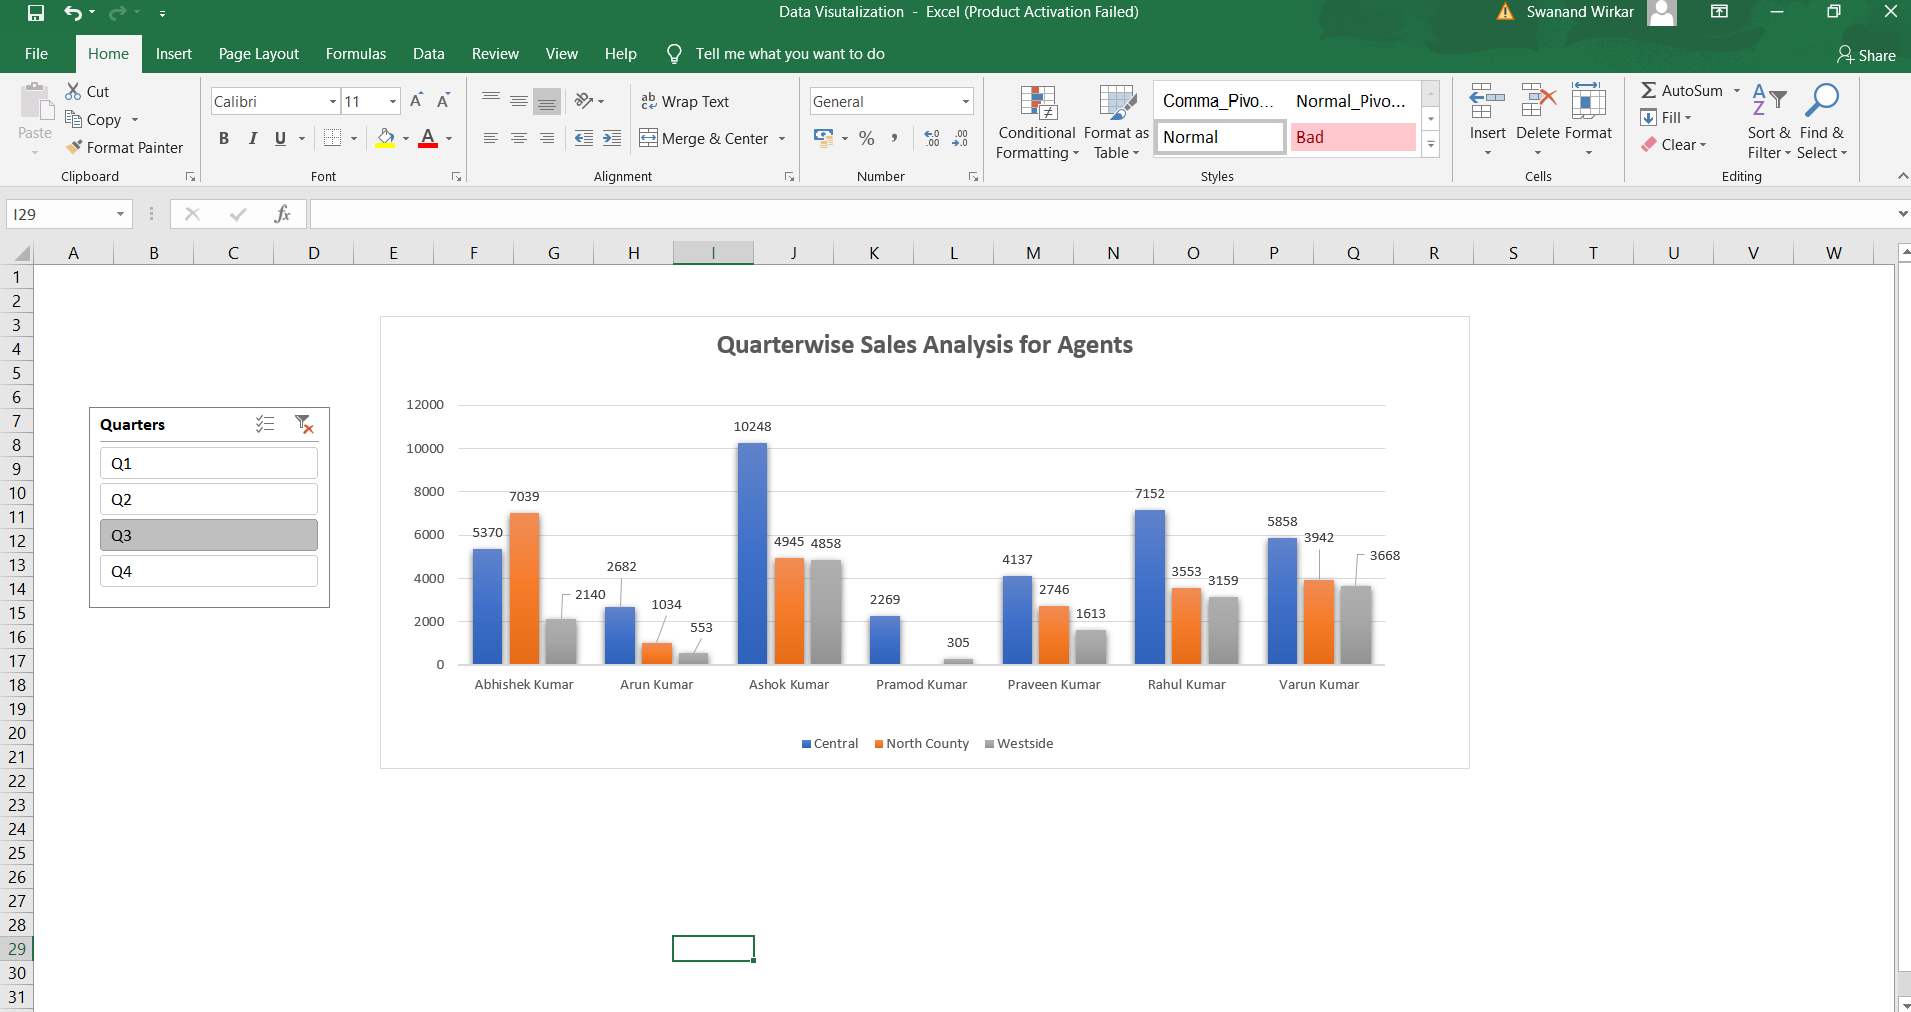 Data Visutalization - Excel (Product Activation Failed)
Swanand Wirkar
File Home Insert Page Layout Formulas Data Review View Help Tell me what you want to do
Share
Paste
Cut
Copy
Format Painter
Clipboard
Calibri 11
B I U
Font
Wrap Text
Merge & Center
Alignment
General
Number
Conditional Formatting
Format as Table
Comma_Pivo... Normal_Pivo...
Normal Bad
Styles
Insert Delete Format
Cells
AutoSum
Fill
Clear
Sort & Filter
Find & Select
Editing
I29
fx
A B C D E F G H I J K L M N O P Q R S T U V W
1
2
3
4
5
6
7
8
9
10
11
12
13
14
15
16
17
18
19
20
21
22
23
24
25
26
27
28
29
30
31
Quarters
Q1
Q2
Q3
Q4
Quarterwise Sales Analysis for Agents
12000
10000
8000
6000
4000
2000
0
5370 7039 2140
2682 1034 553
10248 4945 4858
2269 305
4137 2746 1613
7152 3553 3159
5858 3942 3668
Abhishek Kumar Arun Kumar Ashok Kumar Pramod Kumar Praveen Kumar Rahul Kumar Varun Kumar
Central North County Westside